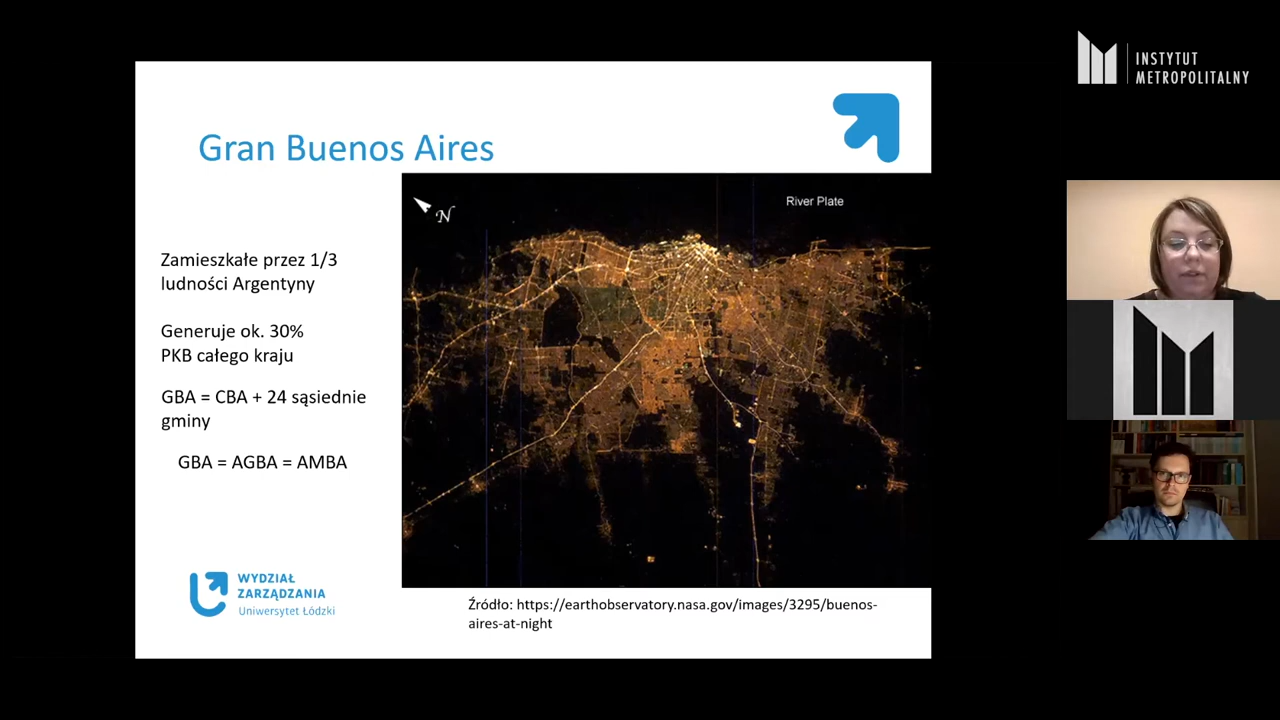 INSTYTUT
METROPOLITALNY
Gran Buenos Aires
River Plate
N
Zamieszkałe przez 1/3
ludności Argentyny
Generuje ok. 30%
PKB całego kraju
GBA = CBA + 24 sąsiednie
gminy
GBA = AGBA = AMBA
WYDZIAŁ
ZARZĄDZANIA
Uniwersytet Łódzki
Źródło: https://earthobservatory.nasa.gov/images/3295/buenos-
aires-at-night